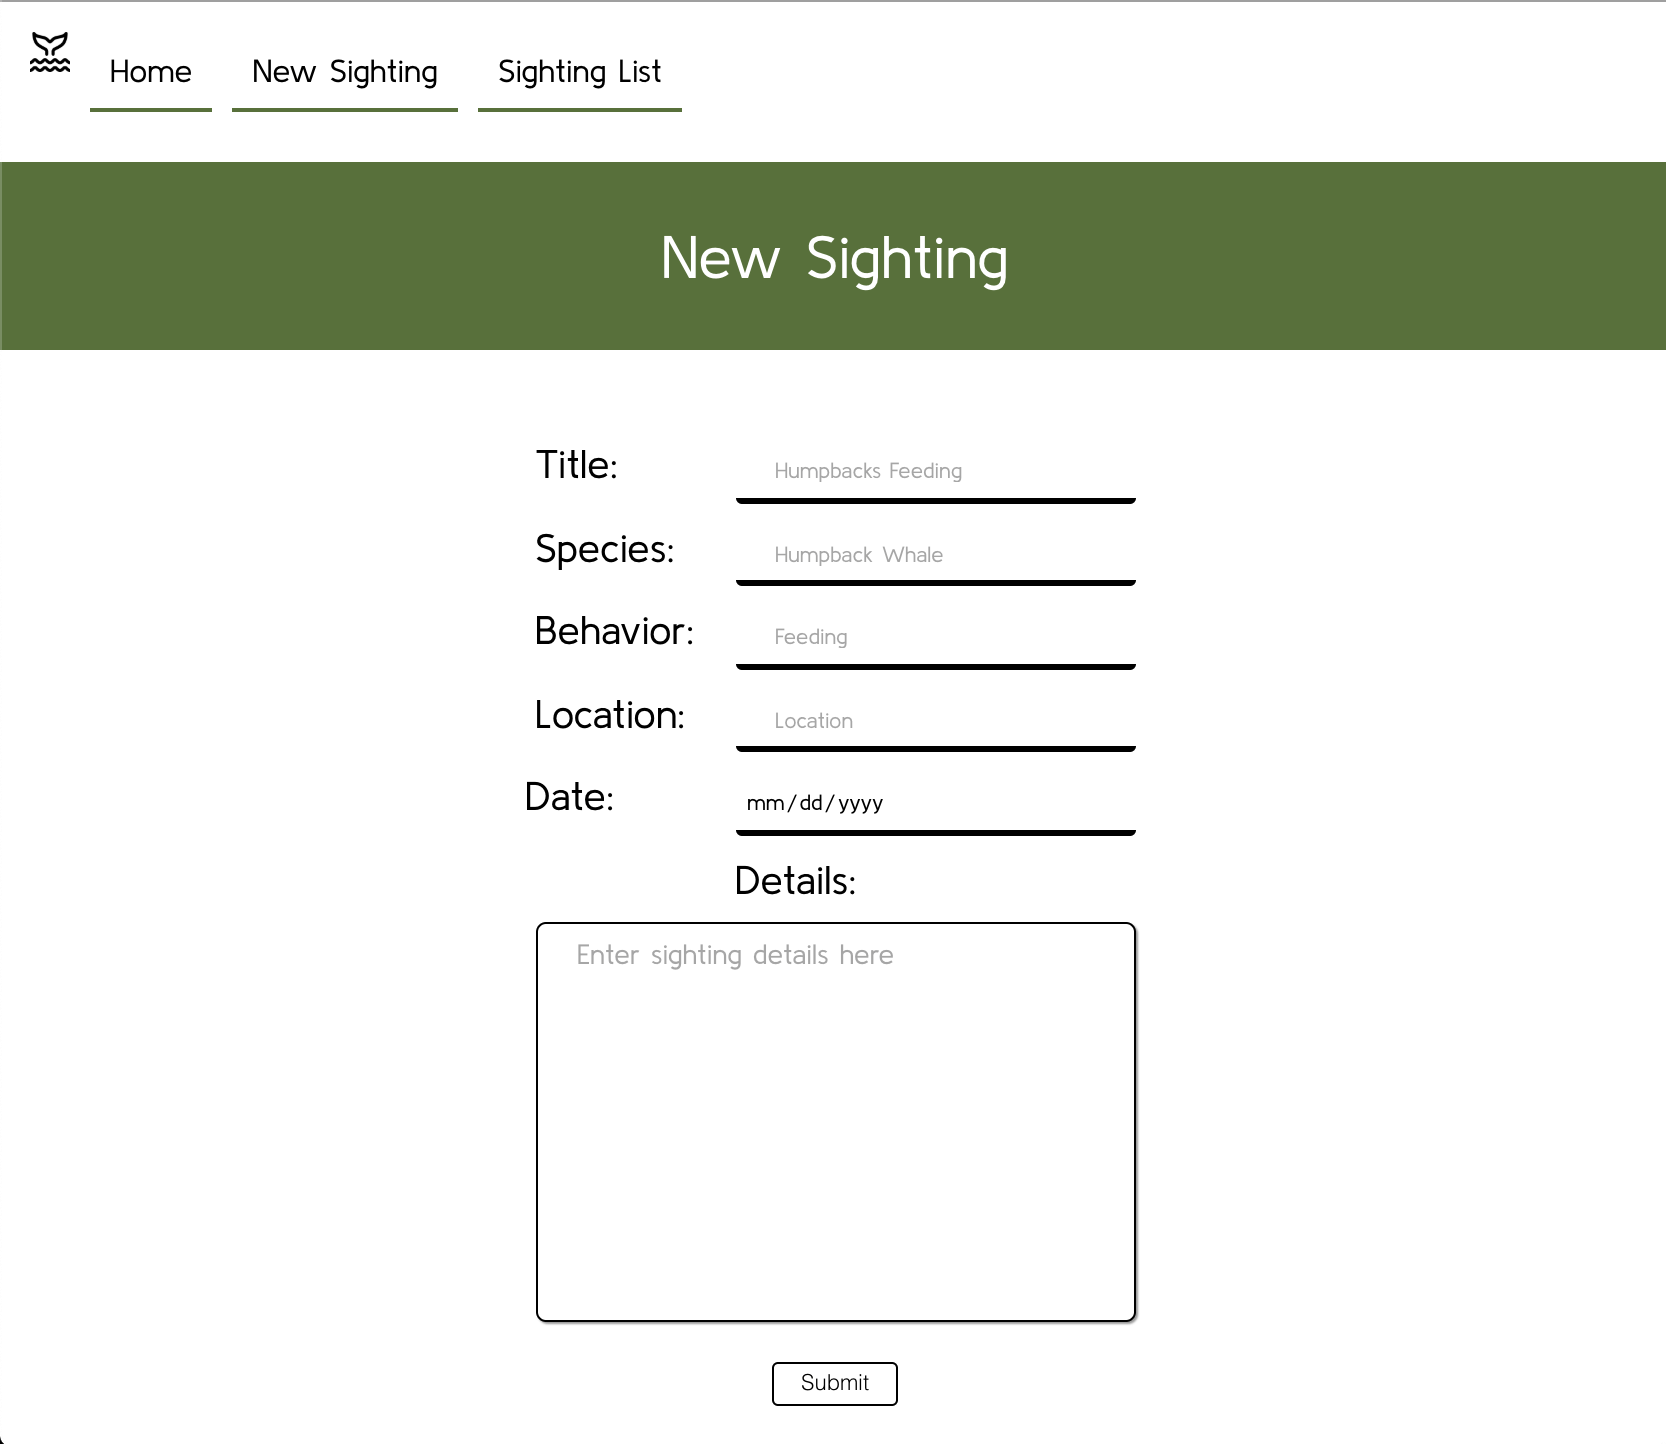 Home New Sighting Sighting List
New Sighting
Title: Humpbacks Feeding
Species: Humpback Whale
Behavior: Feeding
Location: Location
Date: mm/dd/yyyy
Details:
Enter sighting details here
Submit